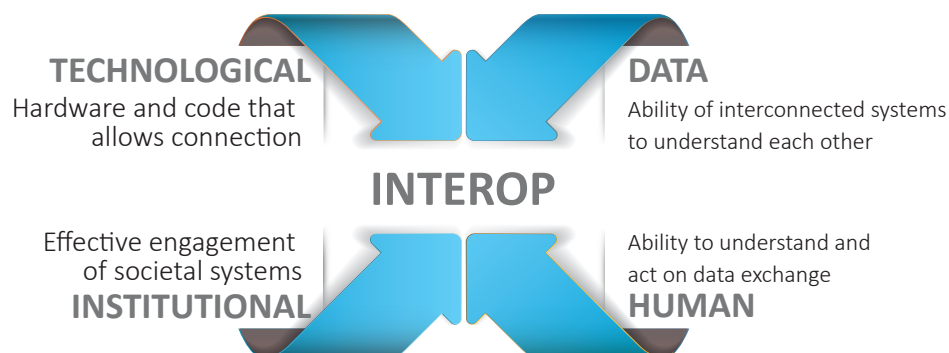 TECHNOLOGICAL
Hardware and code that
allows connection
DATA
Ability of interconnected systems
to understand each other
INTEROP
Effective engagement
of societal systems
INSTITUTIONAL
Ability to understand and
act on data exchange
HUMAN